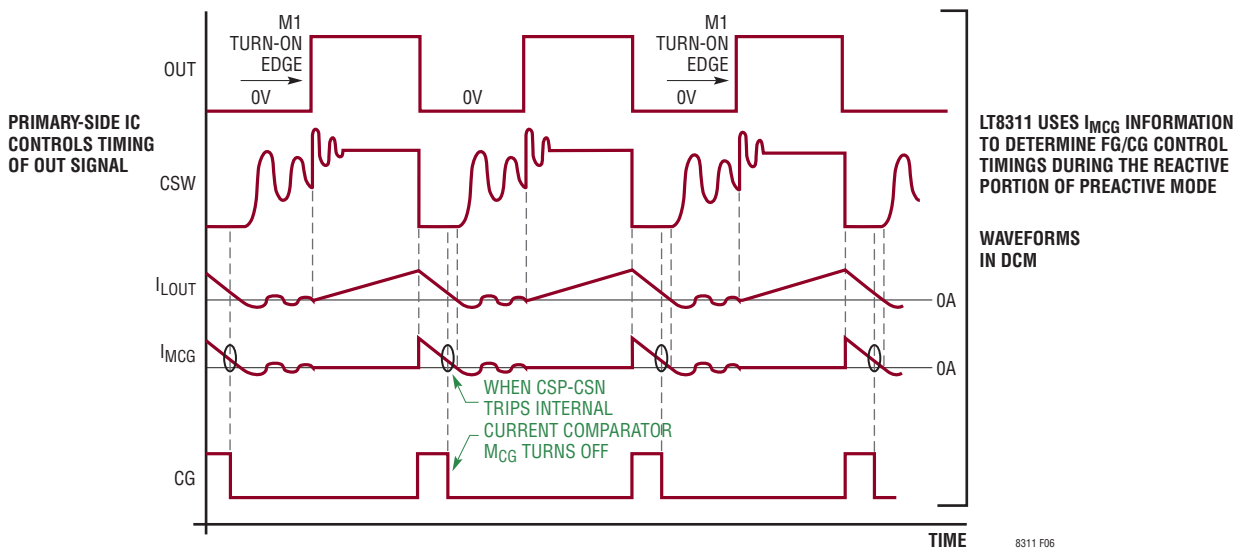 M1
TURN-ON
EDGE
M1
TURN-ON
EDGE
OUT
0V
0V
0V
PRIMARY-SIDE IC
CONTROLS TIMING
OF OUT SIGNAL
LT8311 USES IMCG INFORMATION
TO DETERMINE FG/CG CONTROL
TIMINGS DURING THE REACTIVE
PORTION OF PREACTIVE MODE
CSW
WAVEFORMS
IN DCM
ILOUT
0A
IMCG
0A
WHEN CSP-CSN
TRIPS INTERNAL
CURRENT COMPARATOR
MCG TURNS OFF
CG
TIME
8311 F06